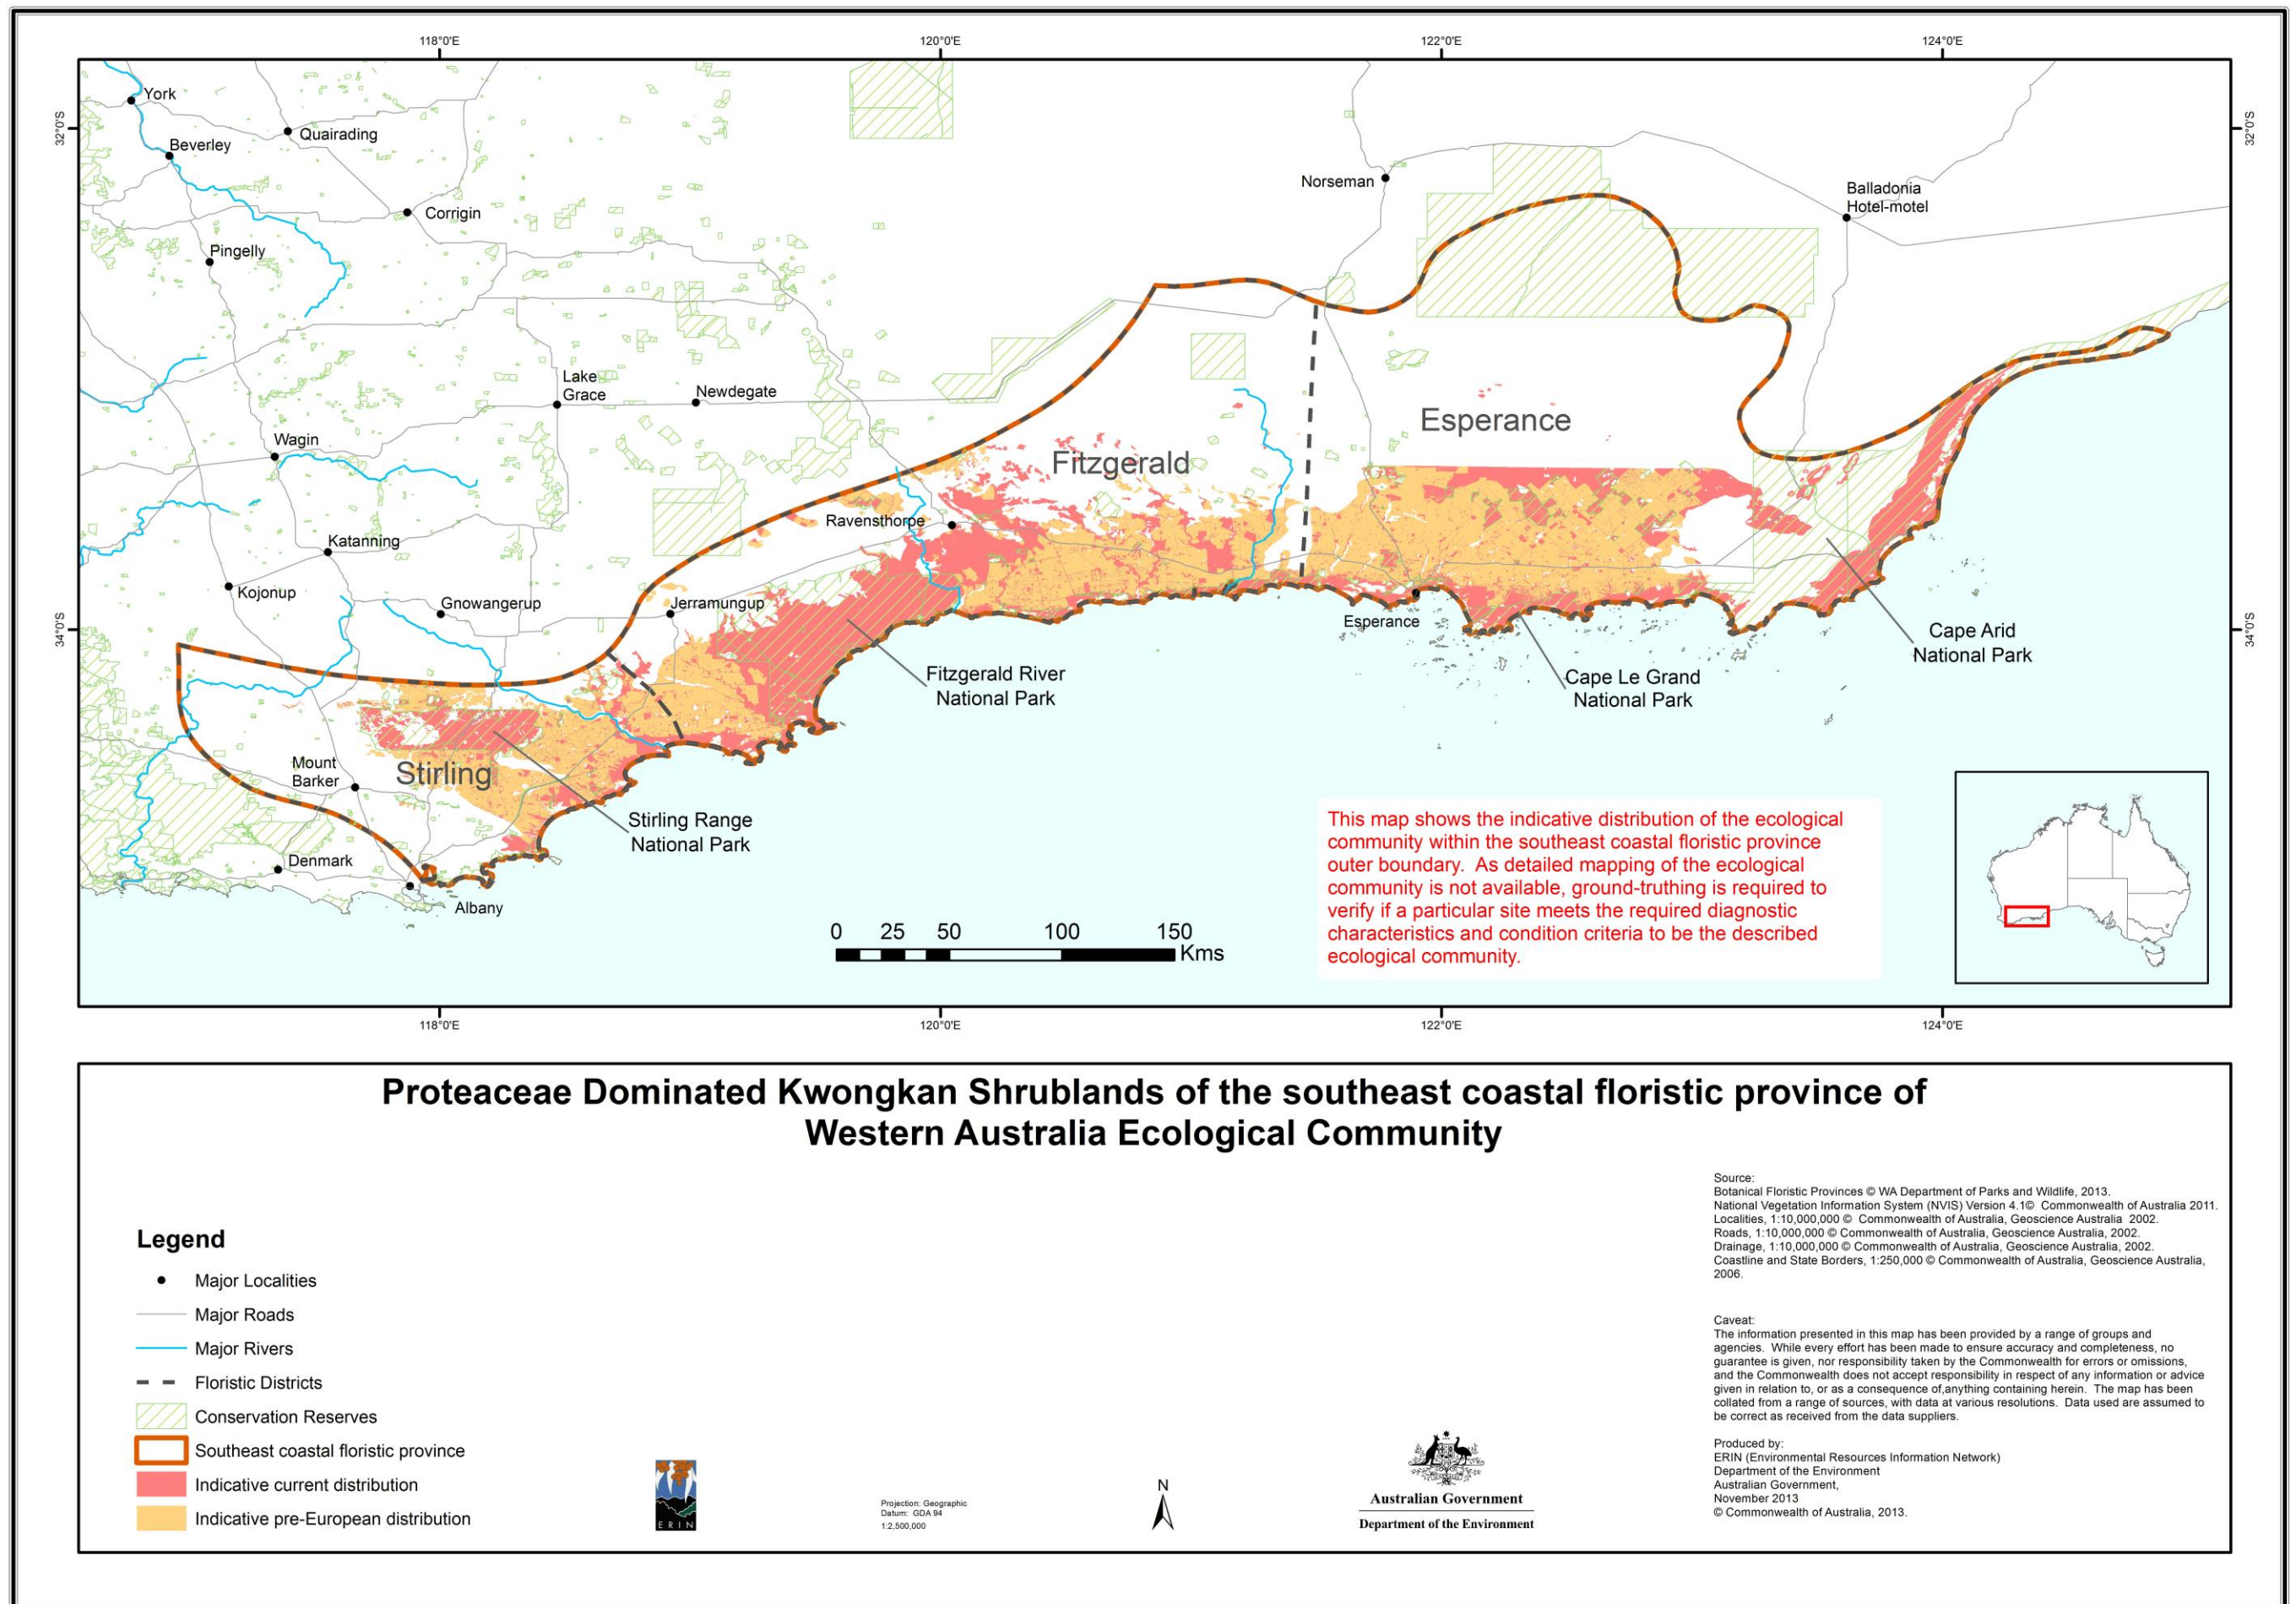 118°0'E
120°0'E
122°0'E
124°0'E
32°0'S
32°0'S
York
Quairading
Beverley
Corrigin
Pingelly
Norseman
Balladonia
Hotel-motel
Lake
Grace
Newdegate
Wagin
Esperance
Fitzgerald
Ravensthorpe
Katanning
Kojonup
Gnowangerup
Jerramungup
Esperance
34°0'S
34°0'S
Cape Arid
National Park
Fitzgerald River
National Park
Cape Le Grand
National Park
Mount
Barker
Stirling
Stirling Range
National Park
Denmark
Albany
This map shows the indicative distribution of the ecological
community within the southeast coastal floristic province
outer boundary.  As detailed mapping of the ecological
community is not available, ground-truthing is required to
verify if a particular site meets the required diagnostic
characteristics and condition criteria to be the described
ecological community.
0 25 50 100 150
Kms
118°0'E
120°0'E
122°0'E
124°0'E
Proteaceae Dominated Kwongkan Shrublands of the southeast coastal floristic province of
Western Australia Ecological Community
Legend
Major Localities
Major Roads
Major Rivers
Floristic Districts
Conservation Reserves
Southeast coastal floristic province
Indicative current distribution
Indicative pre-European distribution
ERIN
Projection: Geographic
Datum:  GDA 94
1:2,500,000
N
Australian Government
Department of the Environment
Source:
Botanical Floristic Provinces © WA Department of Parks and Wildlife, 2013.
National Vegetation Information System (NVIS) Version 4.1©  Commonwealth of Australia 2011.
Localities, 1:10,000,000 ©  Commonwealth of Australia, Geoscience Australia  2002.
Roads, 1:10,000,000 © Commonwealth of Australia, Geoscience Australia, 2002.
Drainage, 1:10,000,000 © Commonwealth of Australia, Geoscience Australia, 2002.
Coastline and State Borders, 1:250,000 © Commonwealth of Australia, Geoscience Australia,
2006.
Caveat:
The information presented in this map has been provided by a range of groups and
agencies.  While every effort has been made to ensure accuracy and completeness, no
guarantee is given, nor responsibility taken by the Commonwealth for errors or omissions,
and the Commonwealth does not accept responsibility in respect of any information or advice
given in relation to, or as a consequence of,anything containing herein.  The map has been
collated from a range of sources, with data at various resolutions.  Data used are assumed to
be correct as received from the data suppliers.
Produced by:
ERIN (Environmental Resources Information Network)
Department of the Environment
Australian Government,
November 2013
© Commonwealth of Australia, 2013.